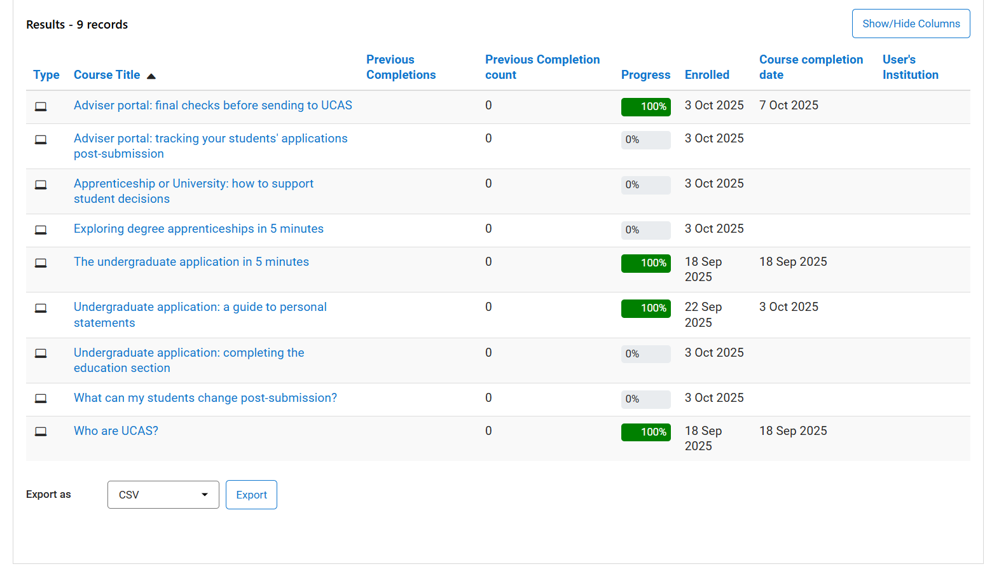 Results - 9 records
Show/Hide Columns
Type Course Title Previous Completions Previous Completion count Progress Enrolled Course completion date User's Institution
Adviser portal: final checks before sending to UCAS 0 100% 3 Oct 2025 7 Oct 2025
Adviser portal: tracking your students' applications 0 0% 3 Oct 2025
post-submission
Apprenticeship or University: how to support 0 0% 3 Oct 2025
student decisions
Exploring degree apprenticeships in 5 minutes 0 0% 3 Oct 2025
The undergraduate application in 5 minutes 0 100% 18 Sep 18 Sep 2025
2025
Undergraduate application: a guide to personal 0 100% 22 Sep 3 Oct 2025
statements 2025
Undergraduate application: completing the 0 0% 3 Oct 2025
education section
What can my students change post-submission? 0 0% 3 Oct 2025
Who are UCAS? 0 100% 18 Sep 18 Sep 2025
2025
Export as CSV Export